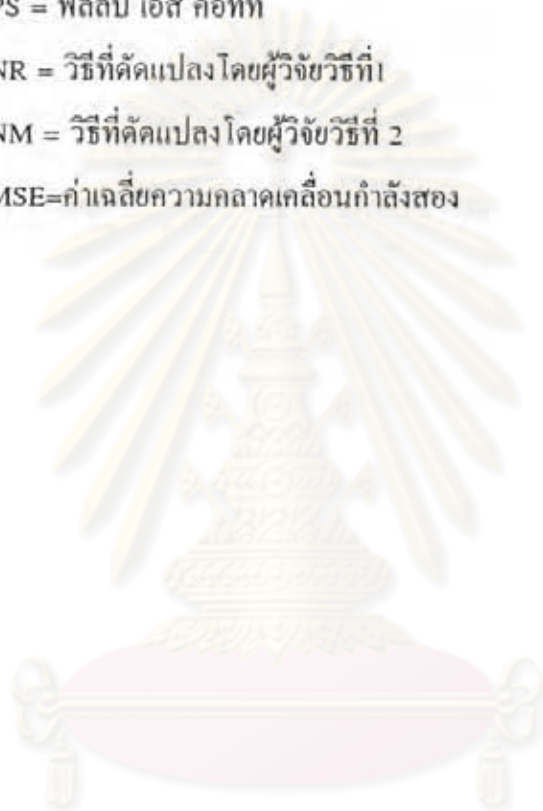 PS = ฟิลลิป เอส คอทท์
NR = วิธีที่ดัดแปลงโดยผู้วิจัยวิธีที่1
NM = วิธีที่ดัดแปลงโดยผู้วิจัยวิธีที่ 2
MSE=ค่าเฉลี่ยความคลาดเคลื่อนกำลังสอง